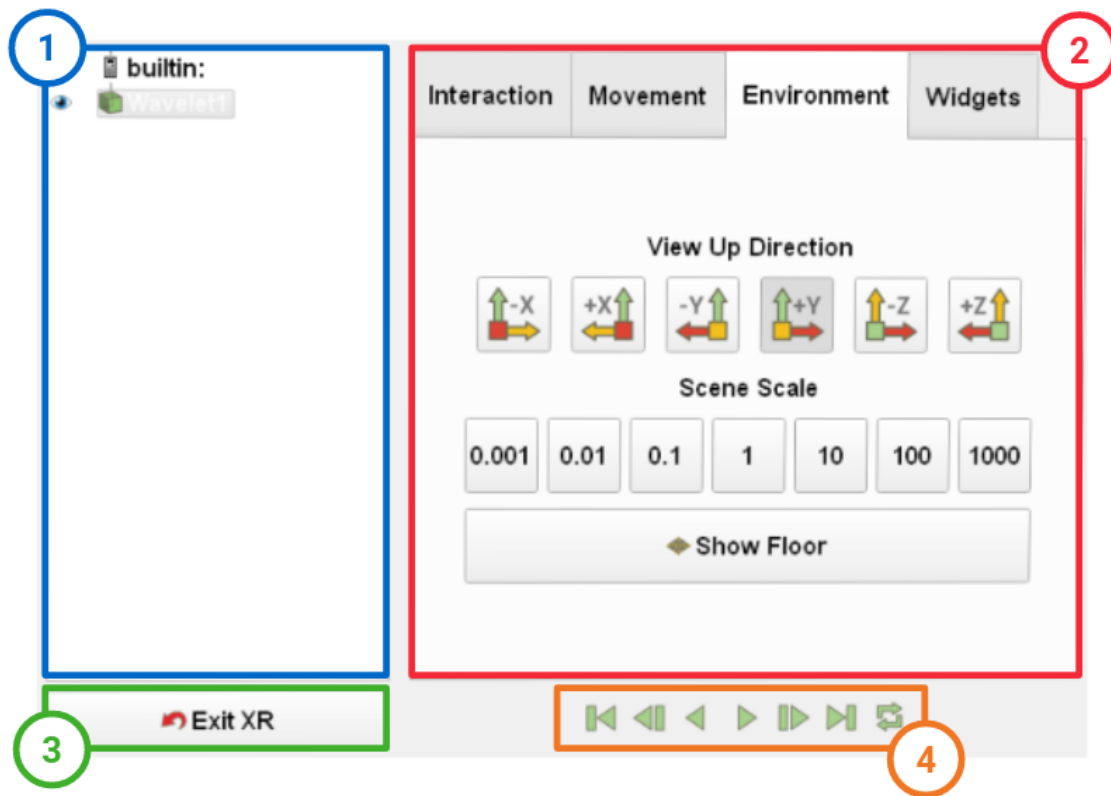 1
builtin:
Wavelet1
2
Interaction Movement Environment Widgets
View Up Direction
-X +X -Y +Y -Z +Z
Scene Scale
0.001 0.01 0.1 1 10 100 1000
Show Floor
3
Exit XR
4